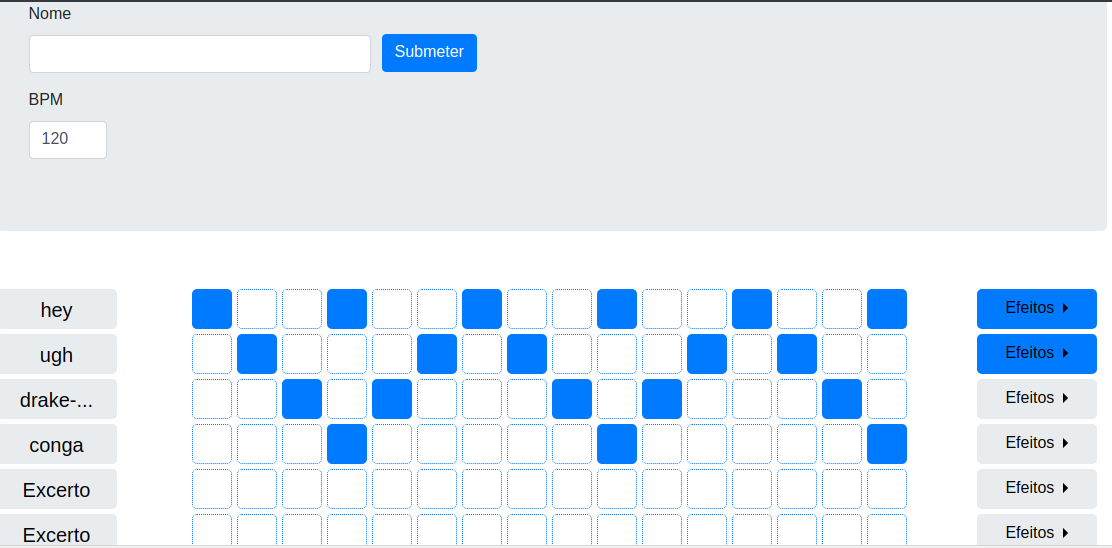 Nome
Submeter
BPM
120
hey Efeitos
ugh Efeitos
drake-... Efeitos
conga Efeitos
Excerto Efeitos
Excerto Efeitos